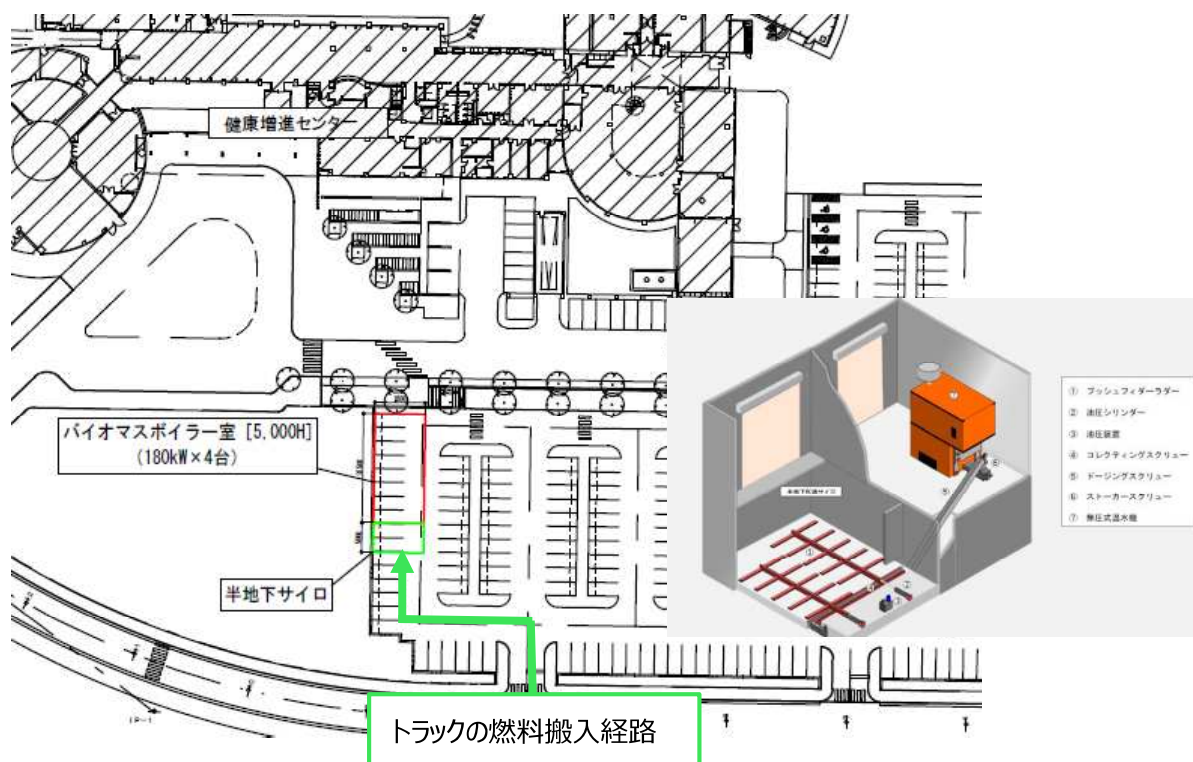 健康増進センター
バイオマスボイラー室 [5,000H]
(180kW×4台)
半地下サイロ
トラックの燃料搬入経路
① プッシュフィダーラダー
② 油圧シリンダー
③ 油圧装置
④ コレクティングスクリュー
⑤ ドージングスクリュー
⑥ ストーカースクリュー
⑦ 無圧式温水機
①
②
⑤
⑥